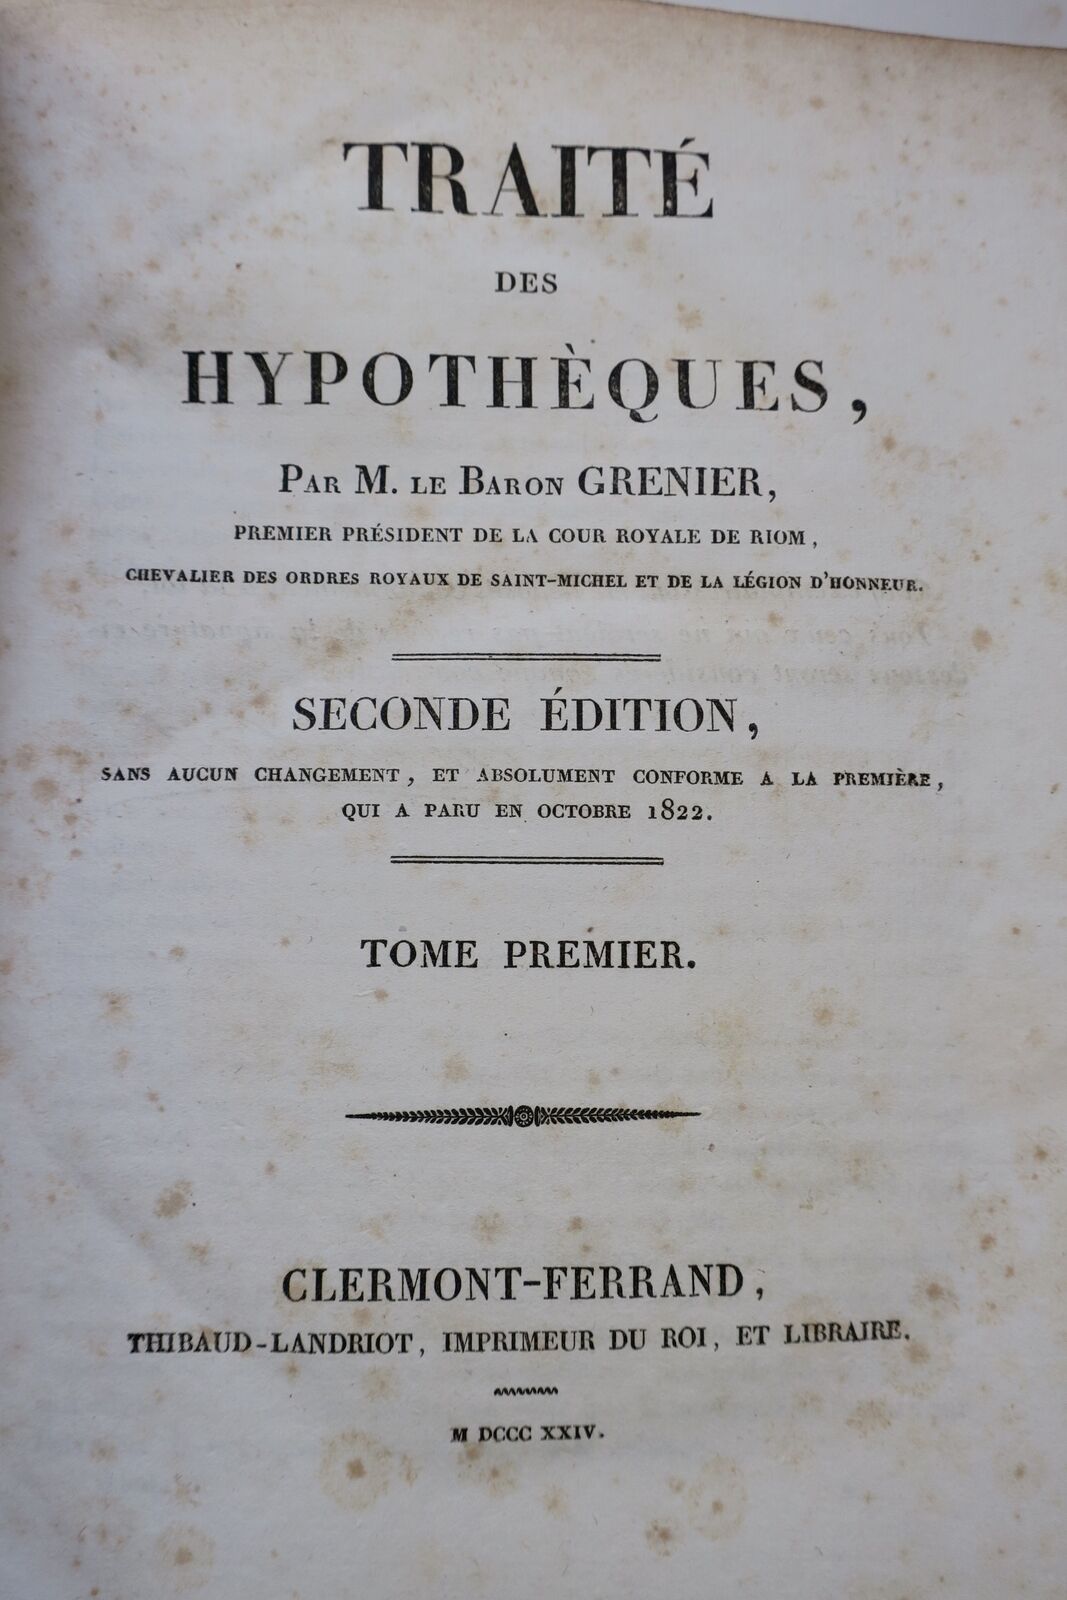 TRAITÉ
DES
HYPOTHÈQUES,
PAR M. LE BARON GRENIER,
PREMIER PRÉSIDENT DE LA COUR ROYALE DE RIOM,
CHEVALIER DES ORDRES ROYAUX DE SAINT-MICHEL ET DE LA LÉGION D'HONNEUR.
SECONDE ÉDITION,
SANS AUCUN CHANGEMENT, ET ABSOLUMENT CONFORME A LA PREMIÈRE,
QUI A PARU EN OCTOBRE 1822.
TOME PREMIER.
CLERMONT-FERRAND,
THIBAUD-LANDRIOT, IMPRIMEUR DU ROI, ET LIBRAIRE.
M DCCC XXIV.